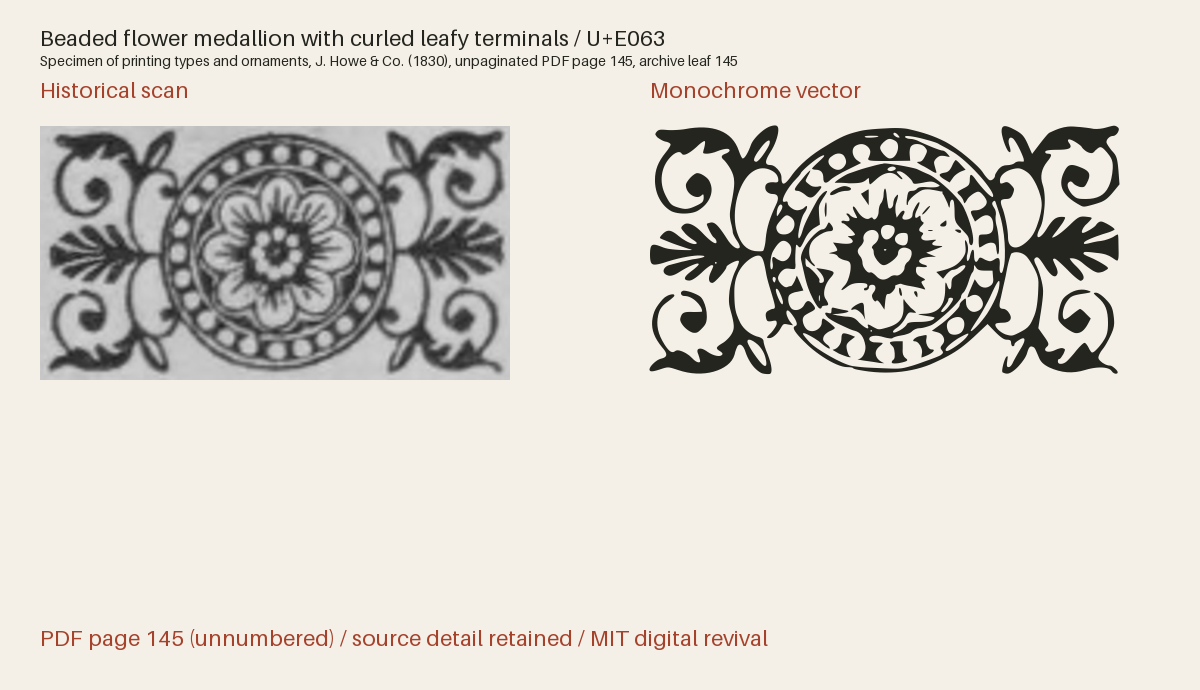 Beaded flower medallion with curled leafy terminals / U+E063
Specimen of printing types and ornaments, J. Howe & Co. (1830), unpaginated PDF page 145, archive leaf 145
Historical scan
Monochrome vector
PDF page 145 (unnumbered) / source detail retained / MIT digital revival